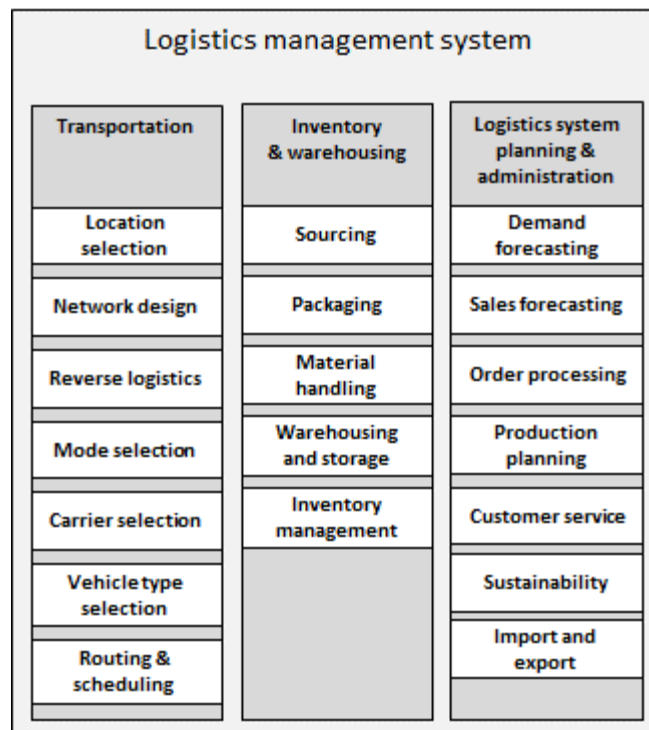 Logistics management system
Transportation
Location
selection
Network design
Reverse logistics
Mode selection
Carrier selection
Vehicle type
selection
Routing &
scheduling
Inventory
& warehousing
Sourcing
Packaging
Material
handling
Warehousing
and storage
Inventory
management
Logistics system
planning &
administration
Demand
forecasting
Sales forecasting
Order processing
Production
planning
Customer service
Sustainability
Import and
export